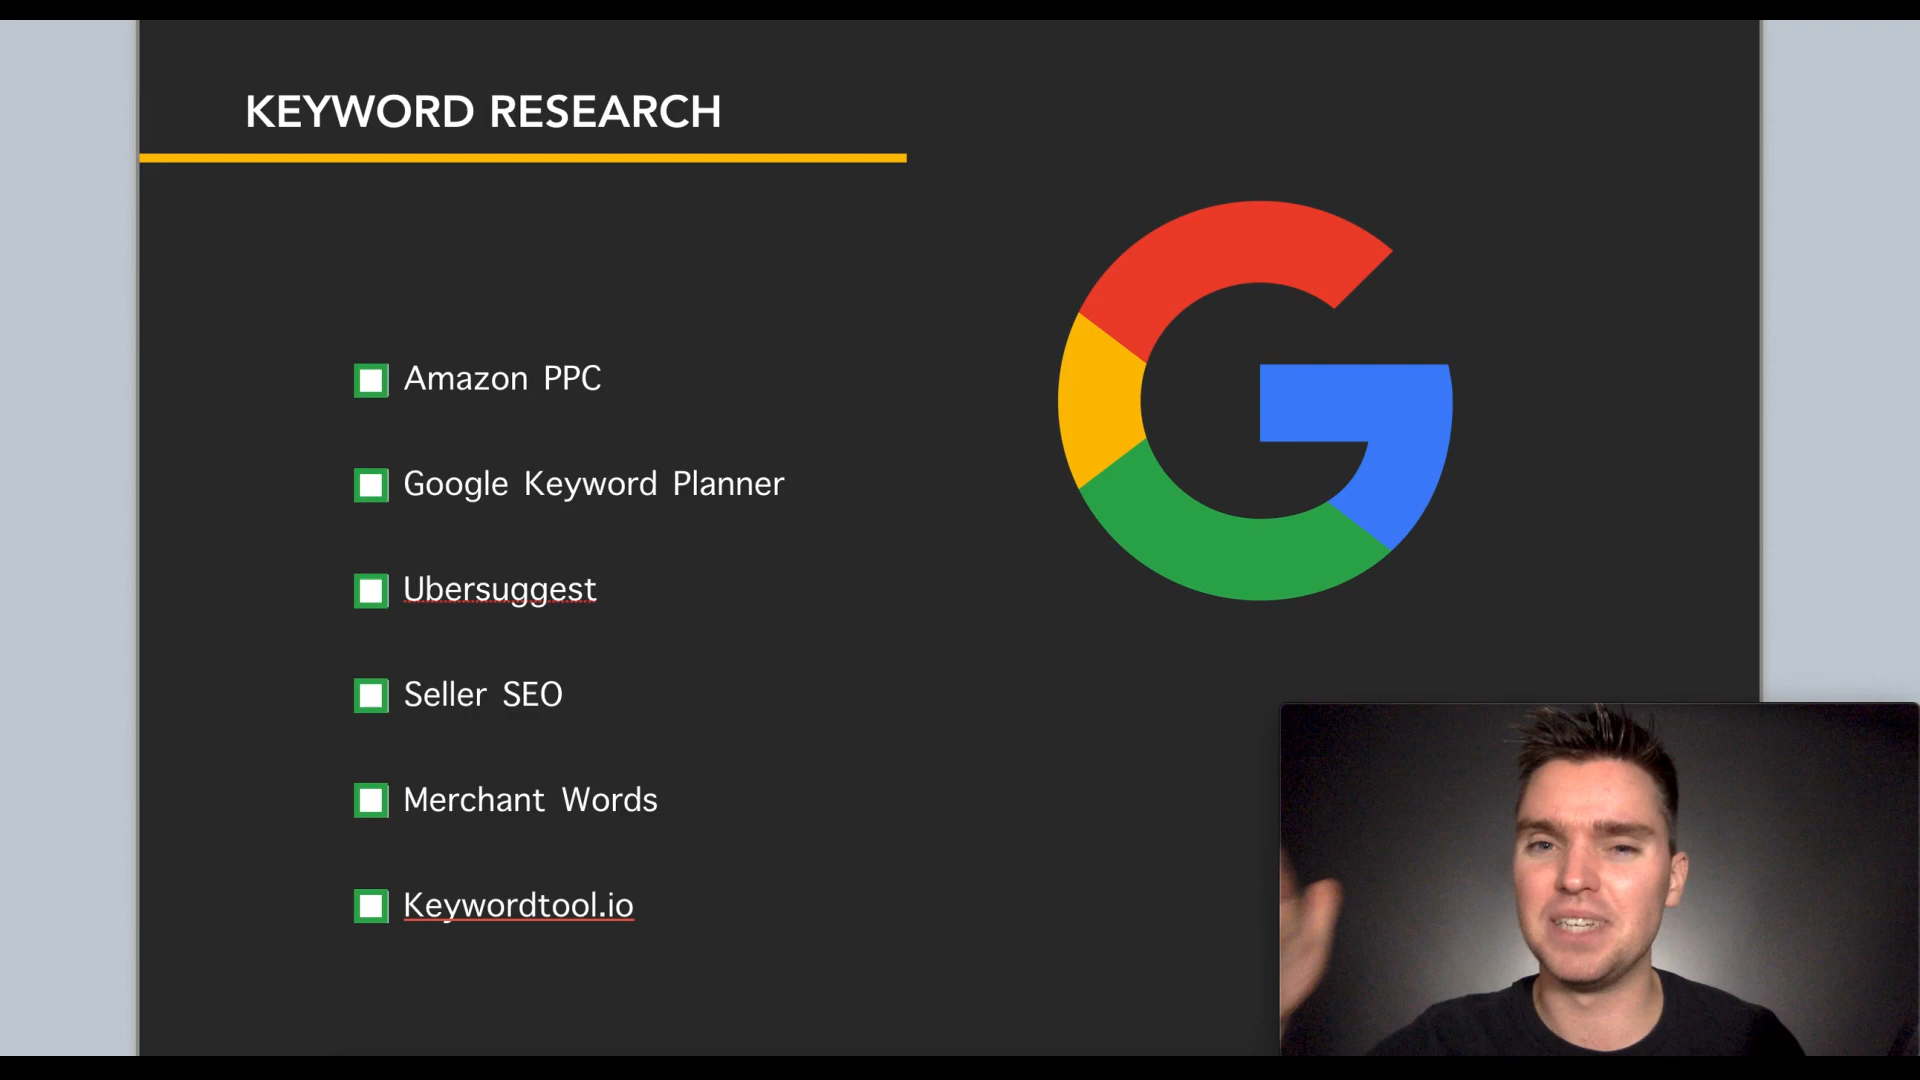 KEYWORD RESEARCH
Amazon PPC
Google Keyword Planner
Ubersuggest
Seller SEO
Merchant Words
Keywordtool.io